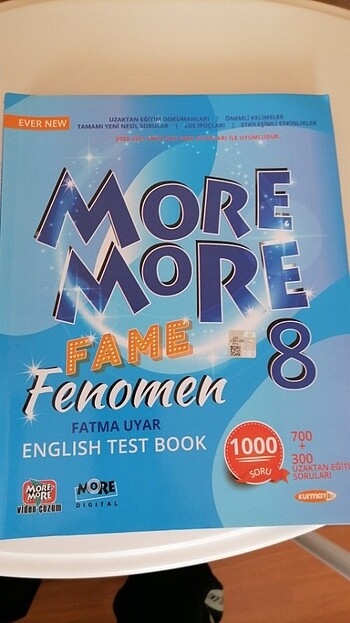 EVER NEW
UZAKTAN EĞİTİM DOKÜMANLARI | ÖNEMLİ KELİMELER
TAMAMI YENİ NESİL SORULAR | LGS İPUÇLARI | ETKİLEŞİMLİ ETKİNLİKLER
İLE UYUMLUDUR.
MORE
MORE
8
FAME
Fenomen
FATMA UYAR
ENGLISH TEST BOOK
1000
SORU
700
+
300
UZAKTAN EĞİTİ
SORULARI
MORE
MORE
video çözüm
MORE
DIGITAL
kurmay